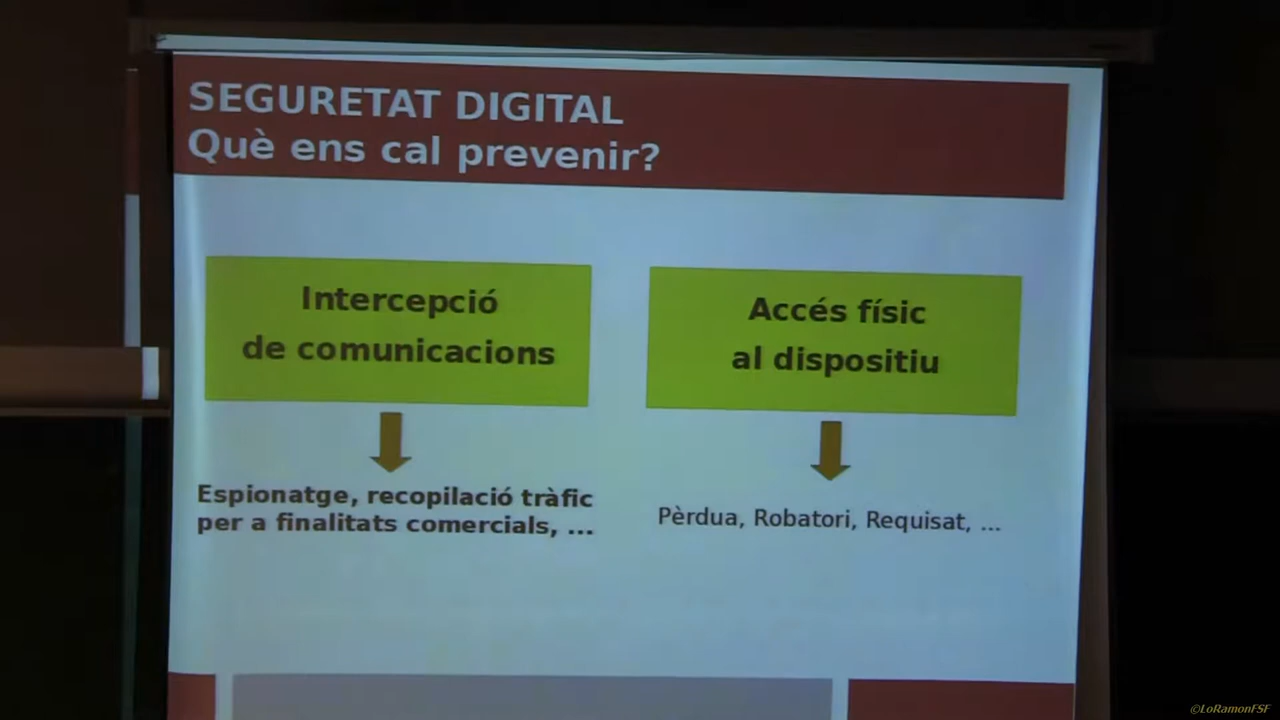 SEGURETAT DIGITAL
Què ens cal prevenir?
Intercepció
de comunicacions
Espionatge, recopilació tràfic
per a finalitats comercials, ...
Accés físic
al dispositiu
Pèrdua, Robatori, Requisat, ...
©LoRamonFSF